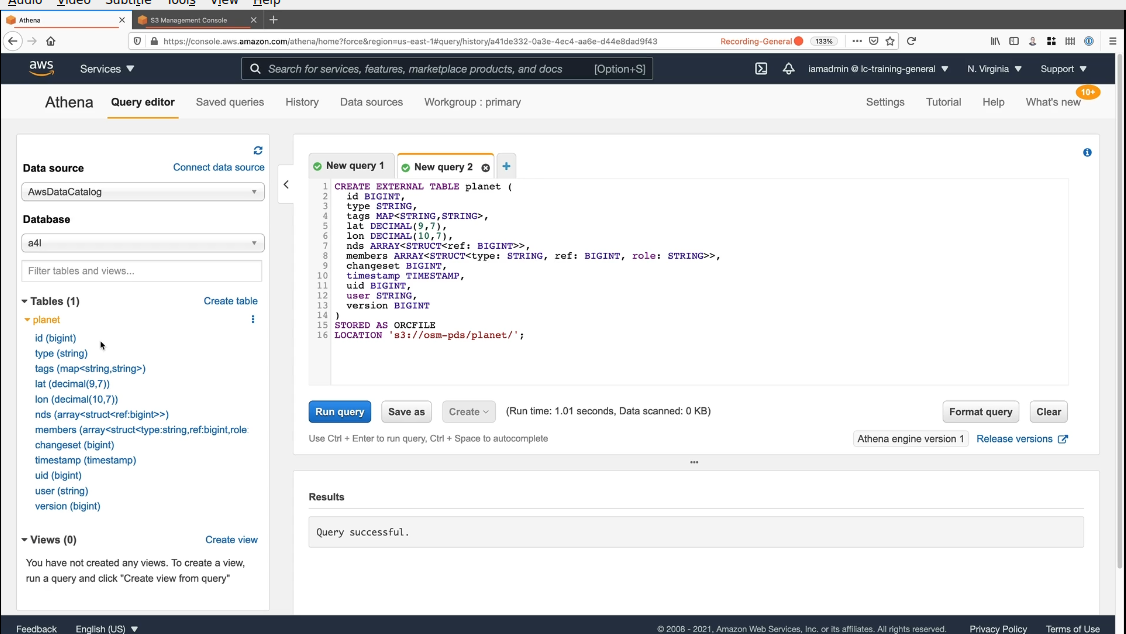 Audio Video Subtitle Tools View Help
Athena
S3 Management Console
https://console.aws.amazon.com/athena/home?force&region=us-east-1#query/history/a41de332-0a3e-4ec4-aa6e-d44e8dad9f43
Recording-General
133%
aws
Services
Search for services, features, marketplace products, and docs
[Option+S]
iamadmin @ lc-training-general
N. Virginia
Support
Athena
Query editor
Saved queries
History
Data sources
Workgroup : primary
Settings
Tutorial
Help
What's new
10+
Data source
Connect data source
AwsDataCatalog
Database
a4l
Filter tables and views...
Tables (1)
Create table
planet
id (bigint)
type (string)
tags (map<string,string>)
lat (decimal(9,7))
lon (decimal(10,7))
nds (array<struct<ref:bigint>>)
members (array<struct<type:string,ref:bigint,role
changeset (bigint)
timestamp (timestamp)
uid (bigint)
user (string)
version (bigint)
Views (0)
Create view
You have not created any views. To create a view,
run a query and click "Create view from query"
New query 1
New query 2
1 CREATE EXTERNAL TABLE planet (
2 id BIGINT,
3 type STRING,
4 tags MAP<STRING,STRING>,
5 lat DECIMAL(9,7),
6 lon DECIMAL(10,7),
7 nds ARRAY<STRUCT<ref: BIGINT>>,
8 members ARRAY<STRUCT<type: STRING, ref: BIGINT, role: STRING>>,
9 changeset BIGINT,
10 timestamp TIMESTAMP,
11 uid BIGINT,
12 user STRING,
13 version BIGINT
14 )
15 STORED AS ORCFILE
16 LOCATION 's3://osm-pds/planet/';
Run query
Save as
Create
(Run time: 1.01 seconds, Data scanned: 0 KB)
Format query
Clear
Use Ctrl + Enter to run query, Ctrl + Space to autocomplete
Athena engine version 1
Release versions
Results
Query successful.
Feedback
English (US)
© 2008 - 2021, Amazon Web Services, Inc. or its affiliates. All rights reserved.
Privacy Policy
Terms of Use